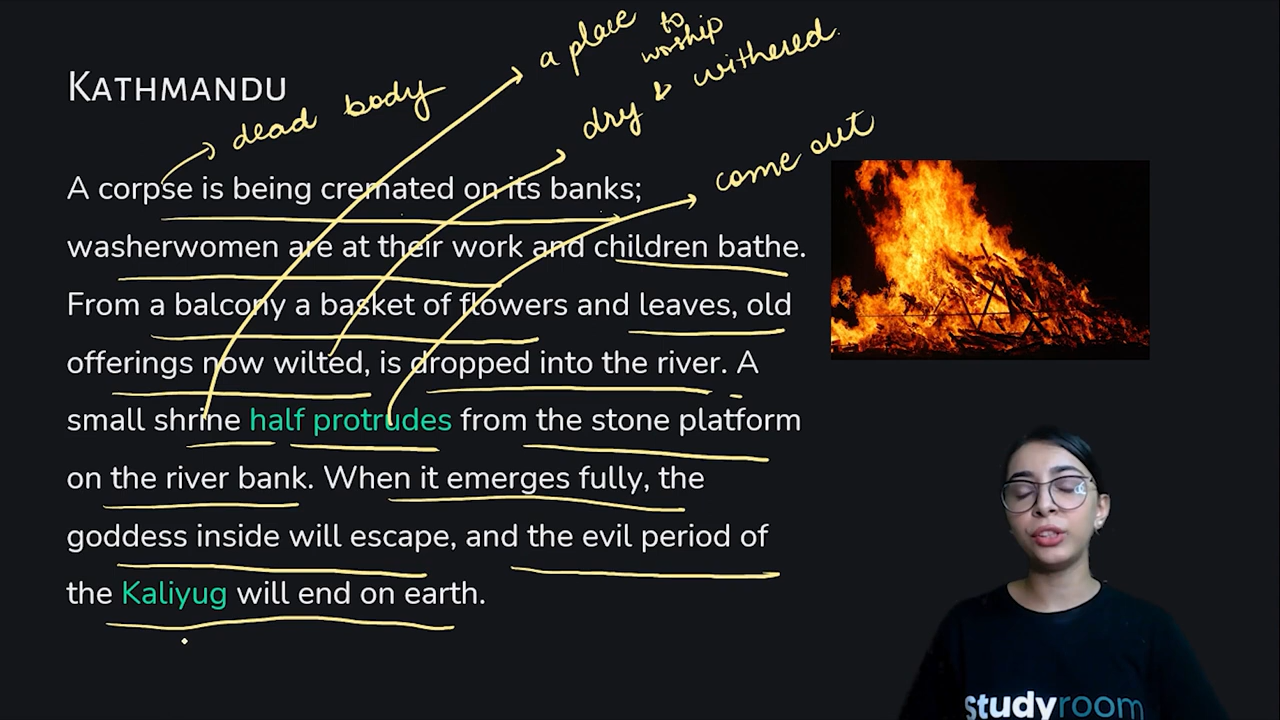 KATHMANDU
a place to worship
dead body
dry & withered.
come out
A corpse is being cremated on its banks;
washerwomen are at their work and children bathe.
From a balcony a basket of flowers and leaves, old
offerings now wilted, is dropped into the river. A
small shrine half protrudes from the stone platform
on the river bank. When it emerges fully, the
goddess inside will escape, and the evil period of
the Kaliyug will end on earth.
studyroom